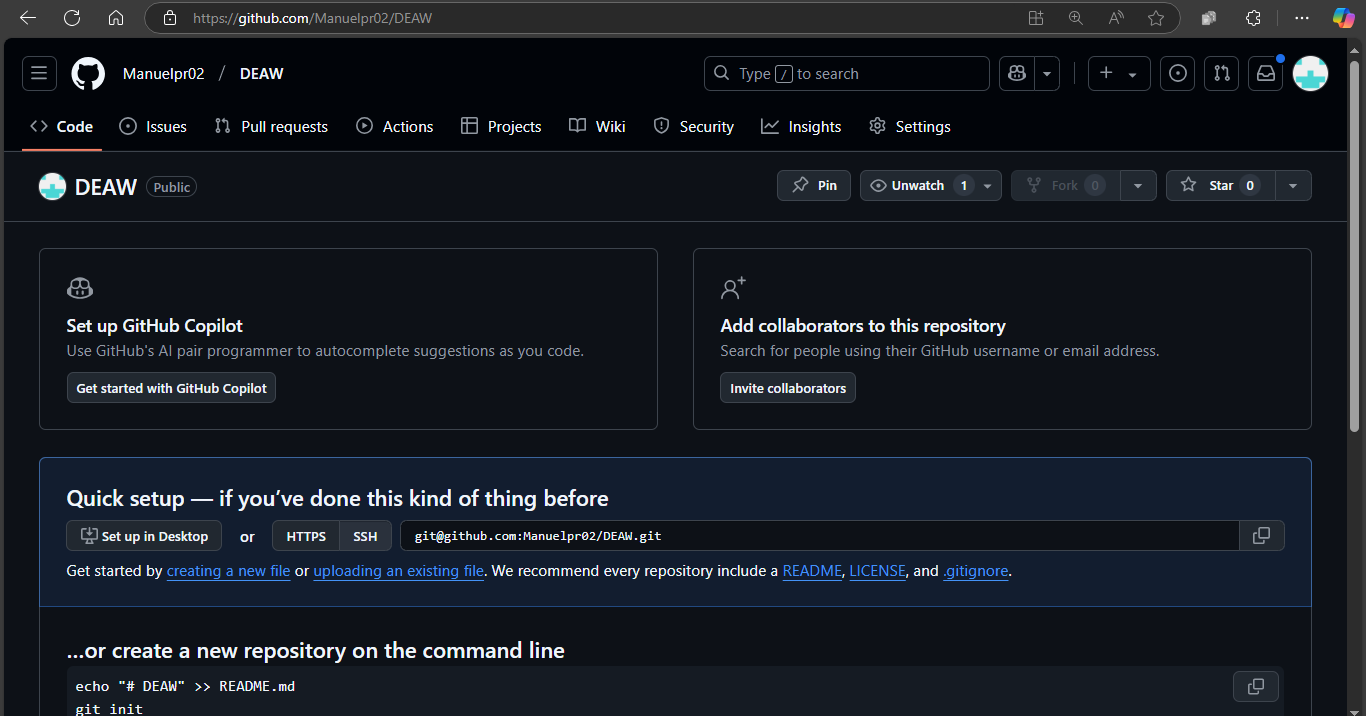 https://github.com/Manuelpr02/DEAW
Manuelpr02 / DEAW
Type / to search
Code Issues Pull requests Actions Projects Wiki Security Insights Settings
DEAW Public
Pin Unwatch 1 Fork 0 Star 0
Set up GitHub Copilot
Use GitHub's AI pair programmer to autocomplete suggestions as you code.
Get started with GitHub Copilot
Add collaborators to this repository
Search for people using their GitHub username or email address.
Invite collaborators
Quick setup — if you’ve done this kind of thing before
Set up in Desktop or HTTPS SSH git@github.com:Manuelpr02/DEAW.git
Get started by creating a new file or uploading an existing file. We recommend every repository include a README, LICENSE, and .gitignore.
…or create a new repository on the command line
echo "# DEAW" >> README.md
git init